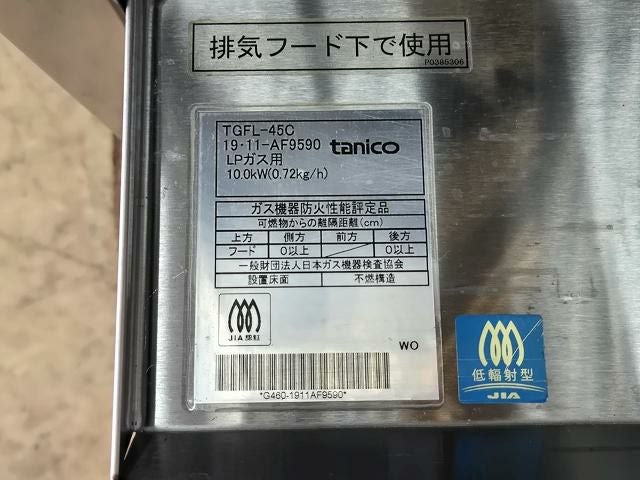 排気フード下で使用
P0385306
TGFL-45C
19・11-AF9590 tanico
LPガス用
10.0kW(0.72kg/h)
ガス機器防火性能評定品
可燃物からの離隔距離(cm)
上方 側方 前方 後方
フード 0以上 0以上
一般財団法人日本ガス機器検査協会
設置床面 不燃構造
JIA 認証
WO
*G460-1911AF9590*
低輻射型
JIA